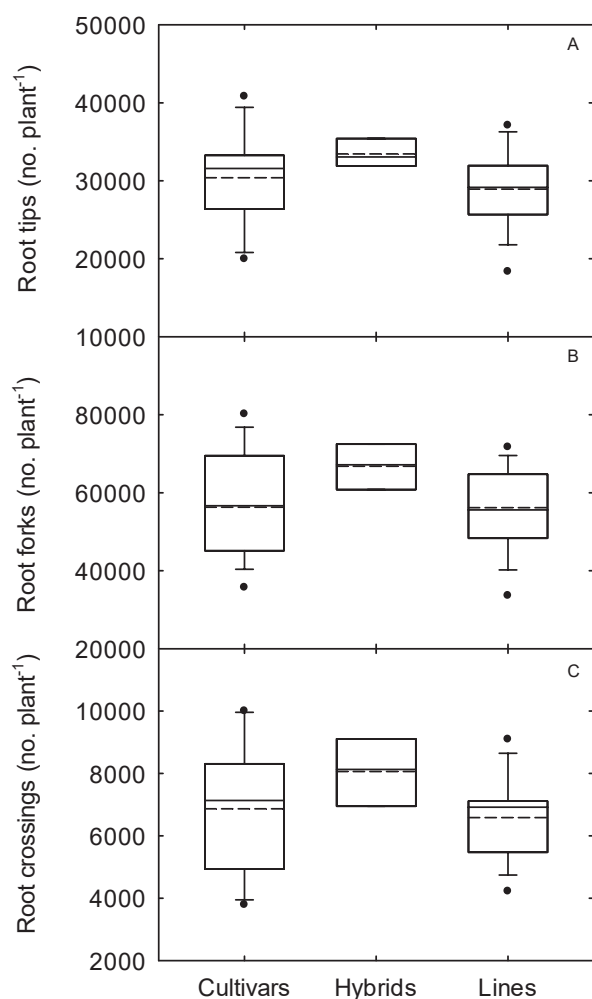 50000
A
40000
Root tips (no. plant⁻¹)
30000
20000
10000
B
80000
Root forks (no. plant⁻¹)
60000
40000
20000
C
10000
Root crossings (no. plant⁻¹)
8000
6000
4000
2000
Cultivars Hybrids Lines